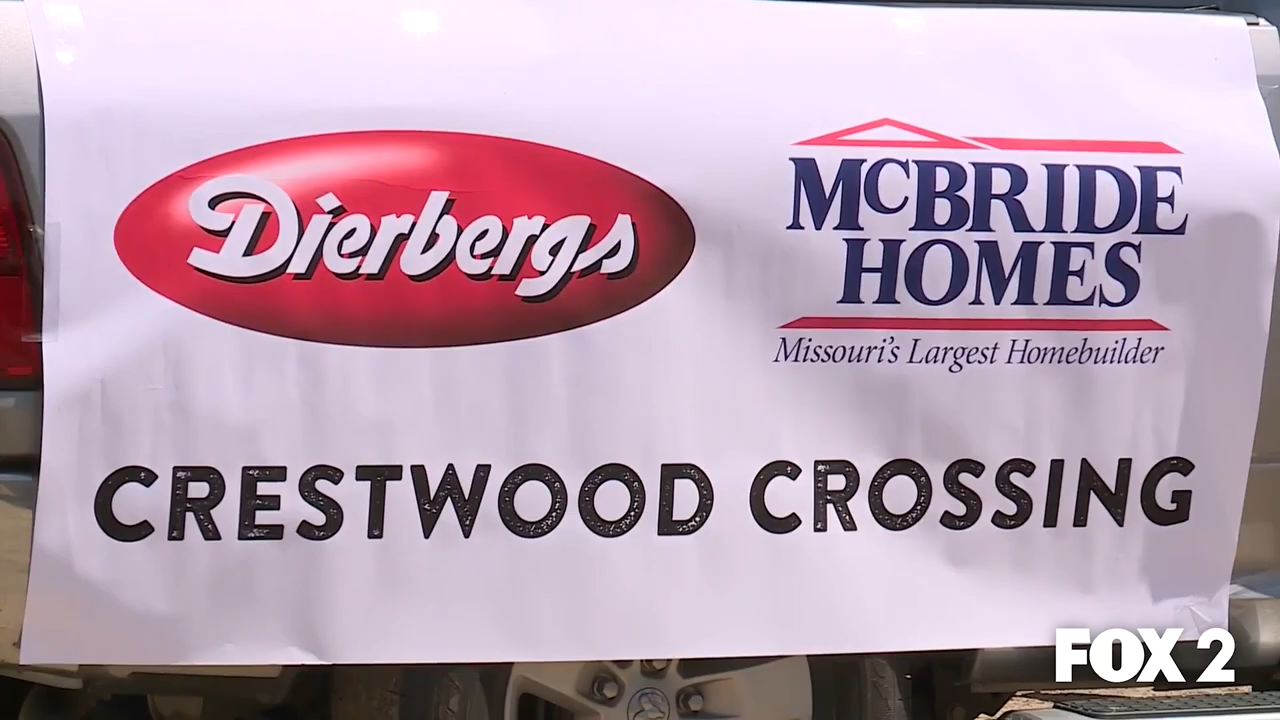 Dierbergs
McBRIDE
HOMES
Missouri's Largest Homebuilder
CRESTWOOD CROSSING
FOX 2